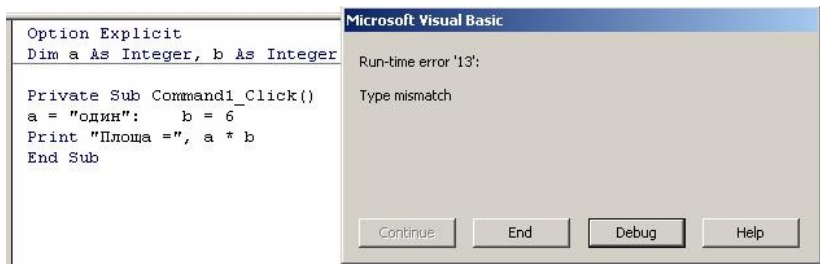 Option Explicit
Dim a As Integer, b As Integer
Private Sub Command1_Click()
a = "один":    b = 6
Print "Площа =", a * b
End Sub
Microsoft Visual Basic
Run-time error '13':
Type mismatch
Continue End Debug Help